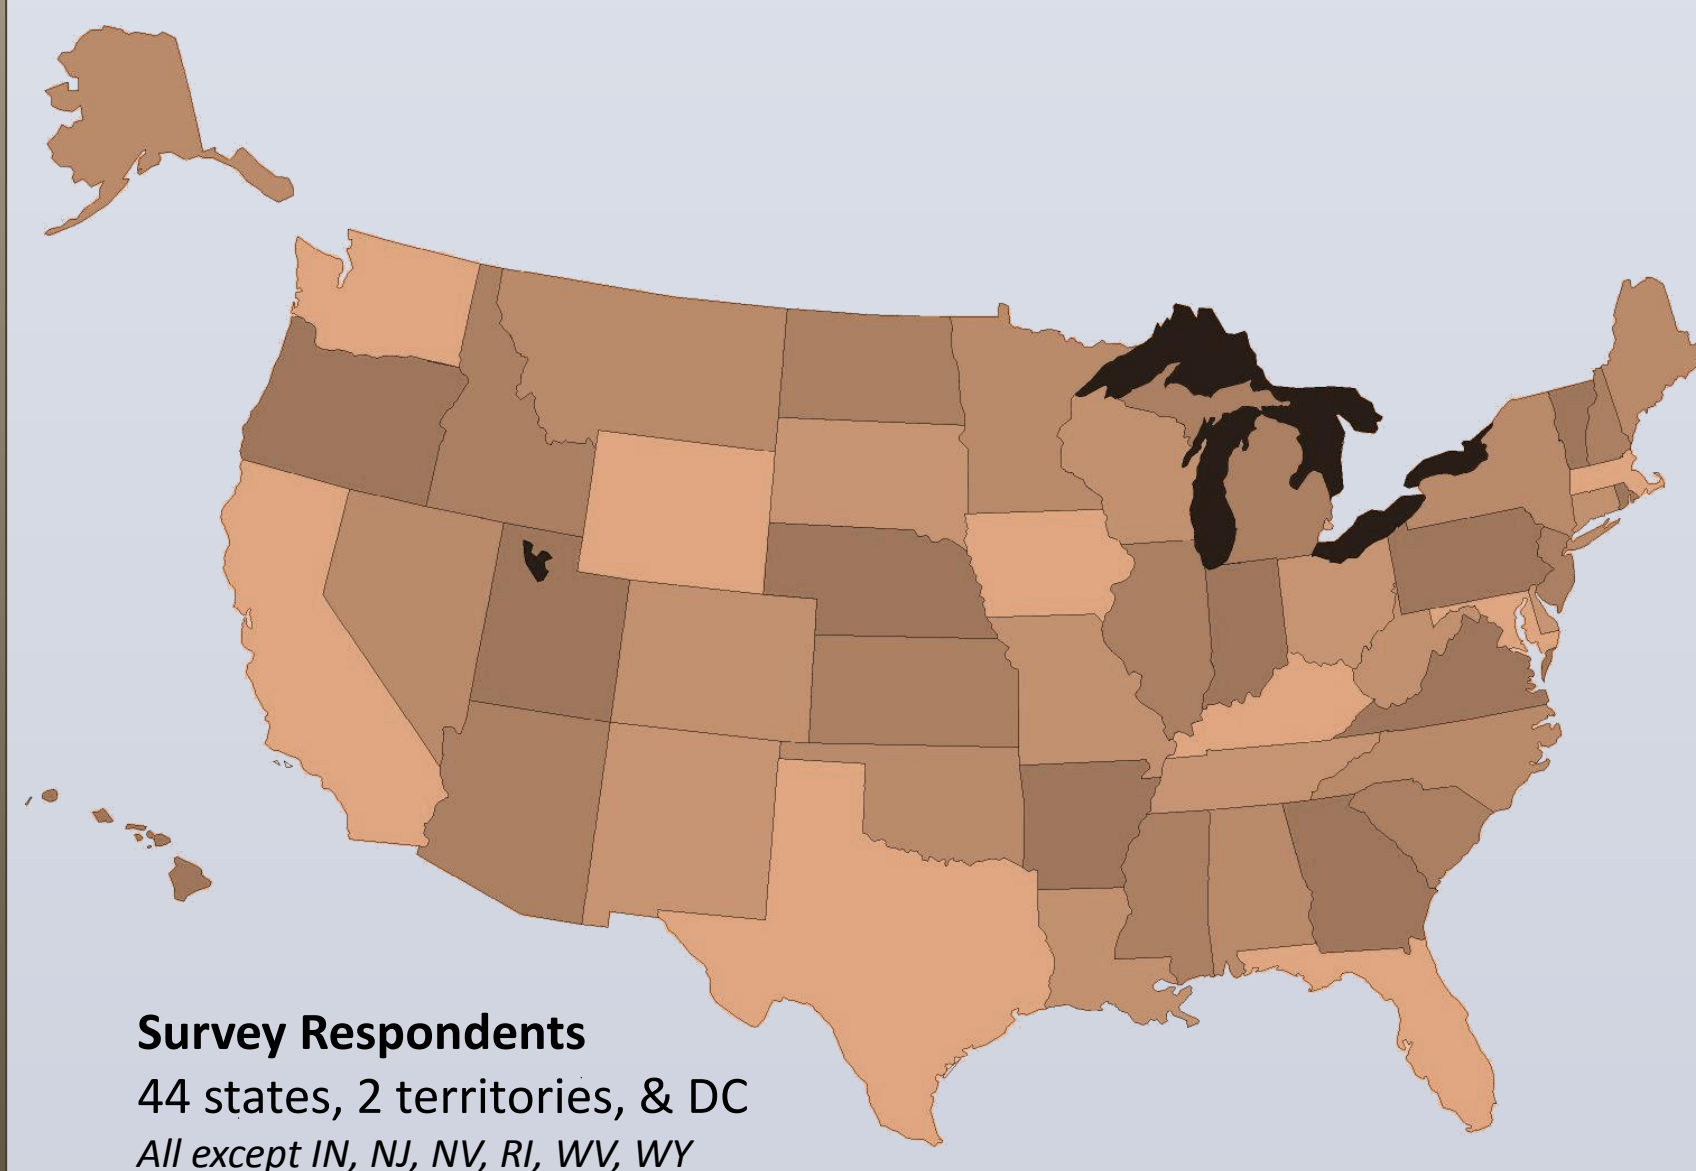 Survey Respondents
44 states, 2 territories, & DC
All except IN, NJ, NV, RI, WV, WY